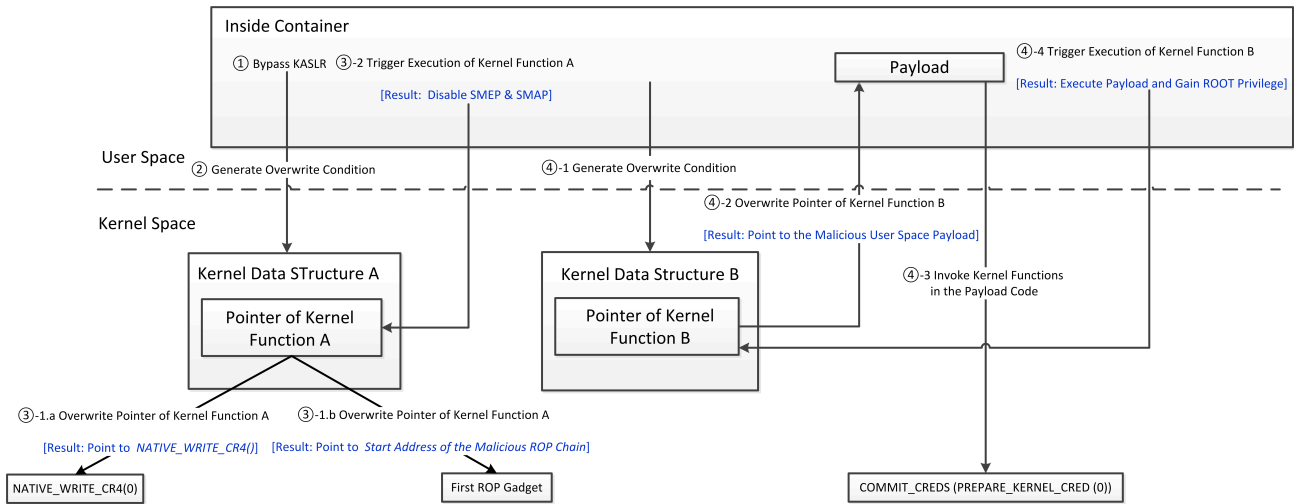 Inside Container
① Bypass KASLR
③-2 Trigger Execution of Kernel Function A
[Result: Disable SMEP & SMAP]
Payload
④-4 Trigger Execution of Kernel Function B
[Result: Execute Payload and Gain ROOT Privilege]
User Space
② Generate Overwrite Condition
④-1 Generate Overwrite Condition
Kernel Space
④-2 Overwrite Pointer of Kernel Function B
[Result: Point to the Malicious User Space Payload]
Kernel Data STructure A
Pointer of Kernel
Function A
Kernel Data Structure B
Pointer of Kernel
Function B
④-3 Invoke Kernel Functions
in the Payload Code
③-1.a Overwrite Pointer of Kernel Function A
[Result: Point to NATIVE_WRITE_CR4()]
③-1.b Overwrite Pointer of Kernel Function A
[Result: Point to Start Address of the Malicious ROP Chain]
NATIVE_WRITE_CR4(0)
First ROP Gadget
COMMIT_CREDS (PREPARE_KERNEL_CRED (0))